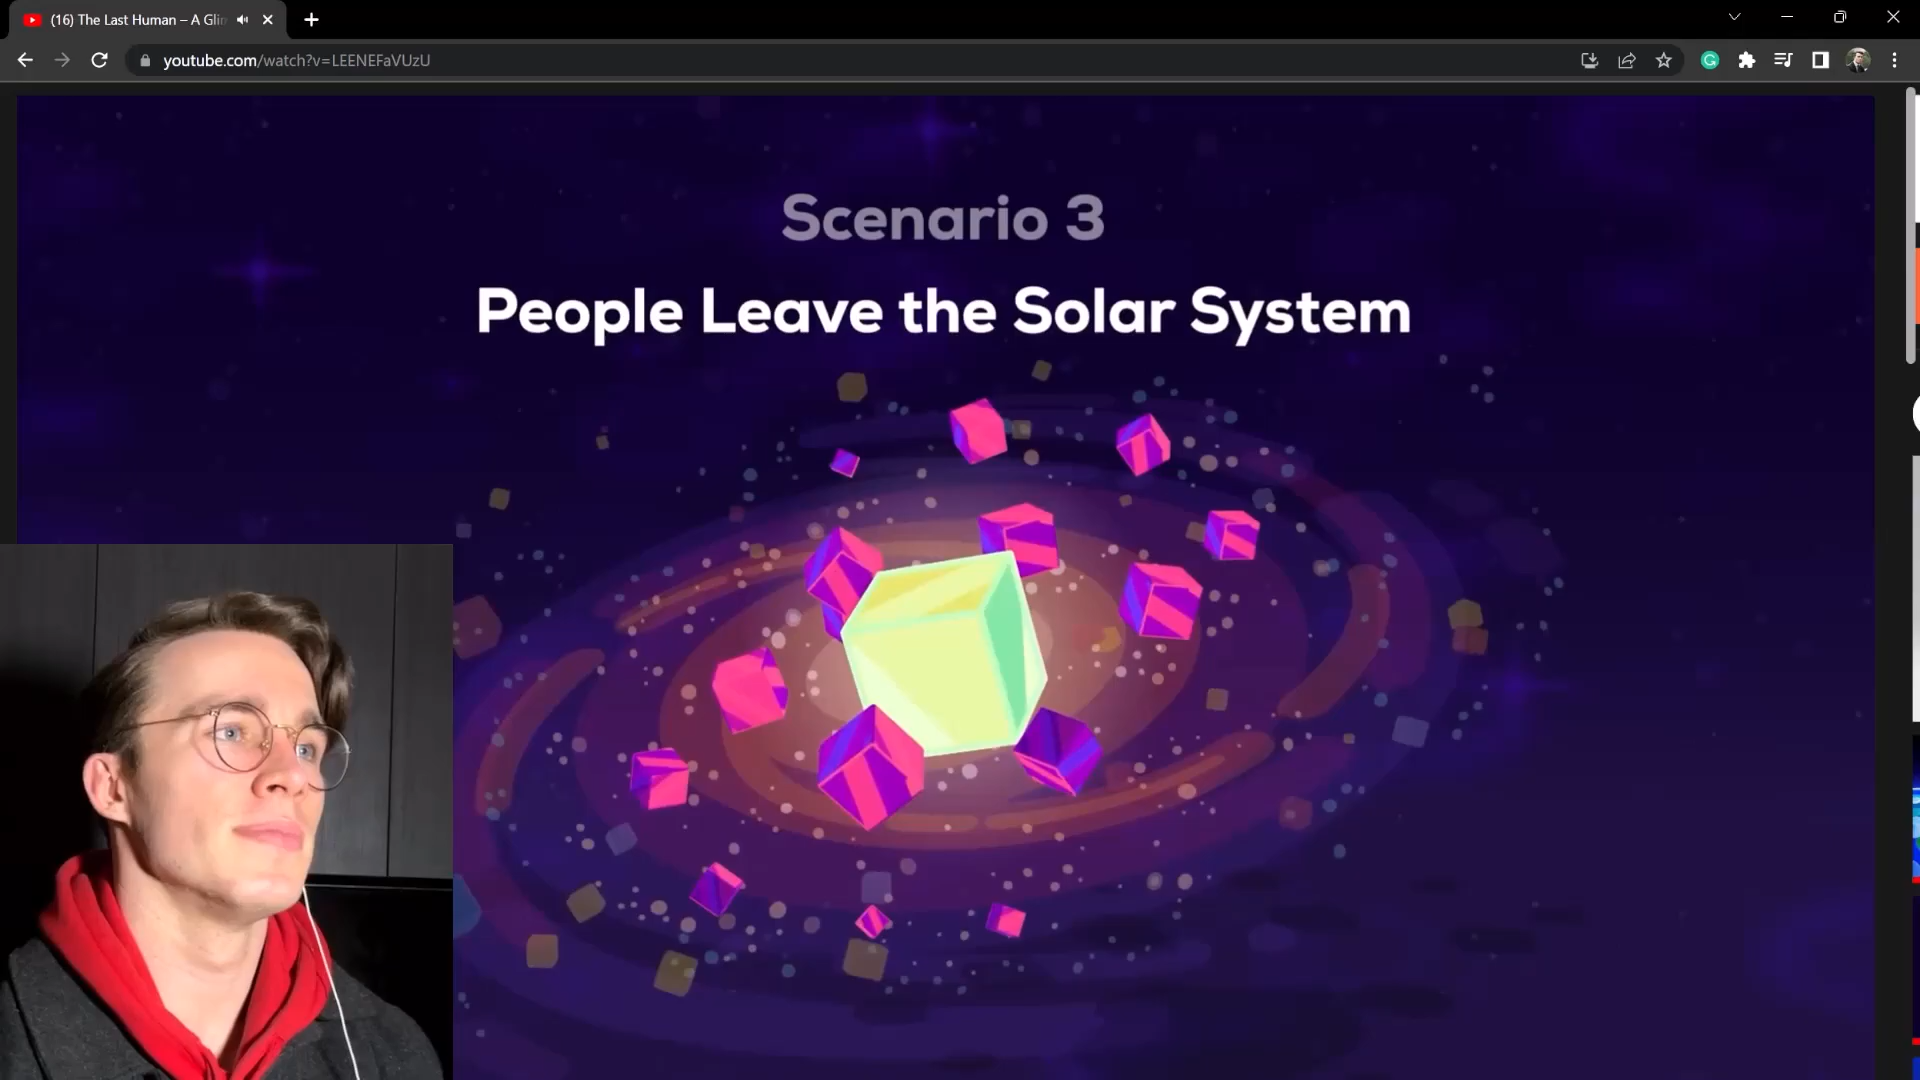 (16) The Last Human – A Gli
youtube.com/watch?v=LEENEFaVUzU
Scenario 3
People Leave the Solar System